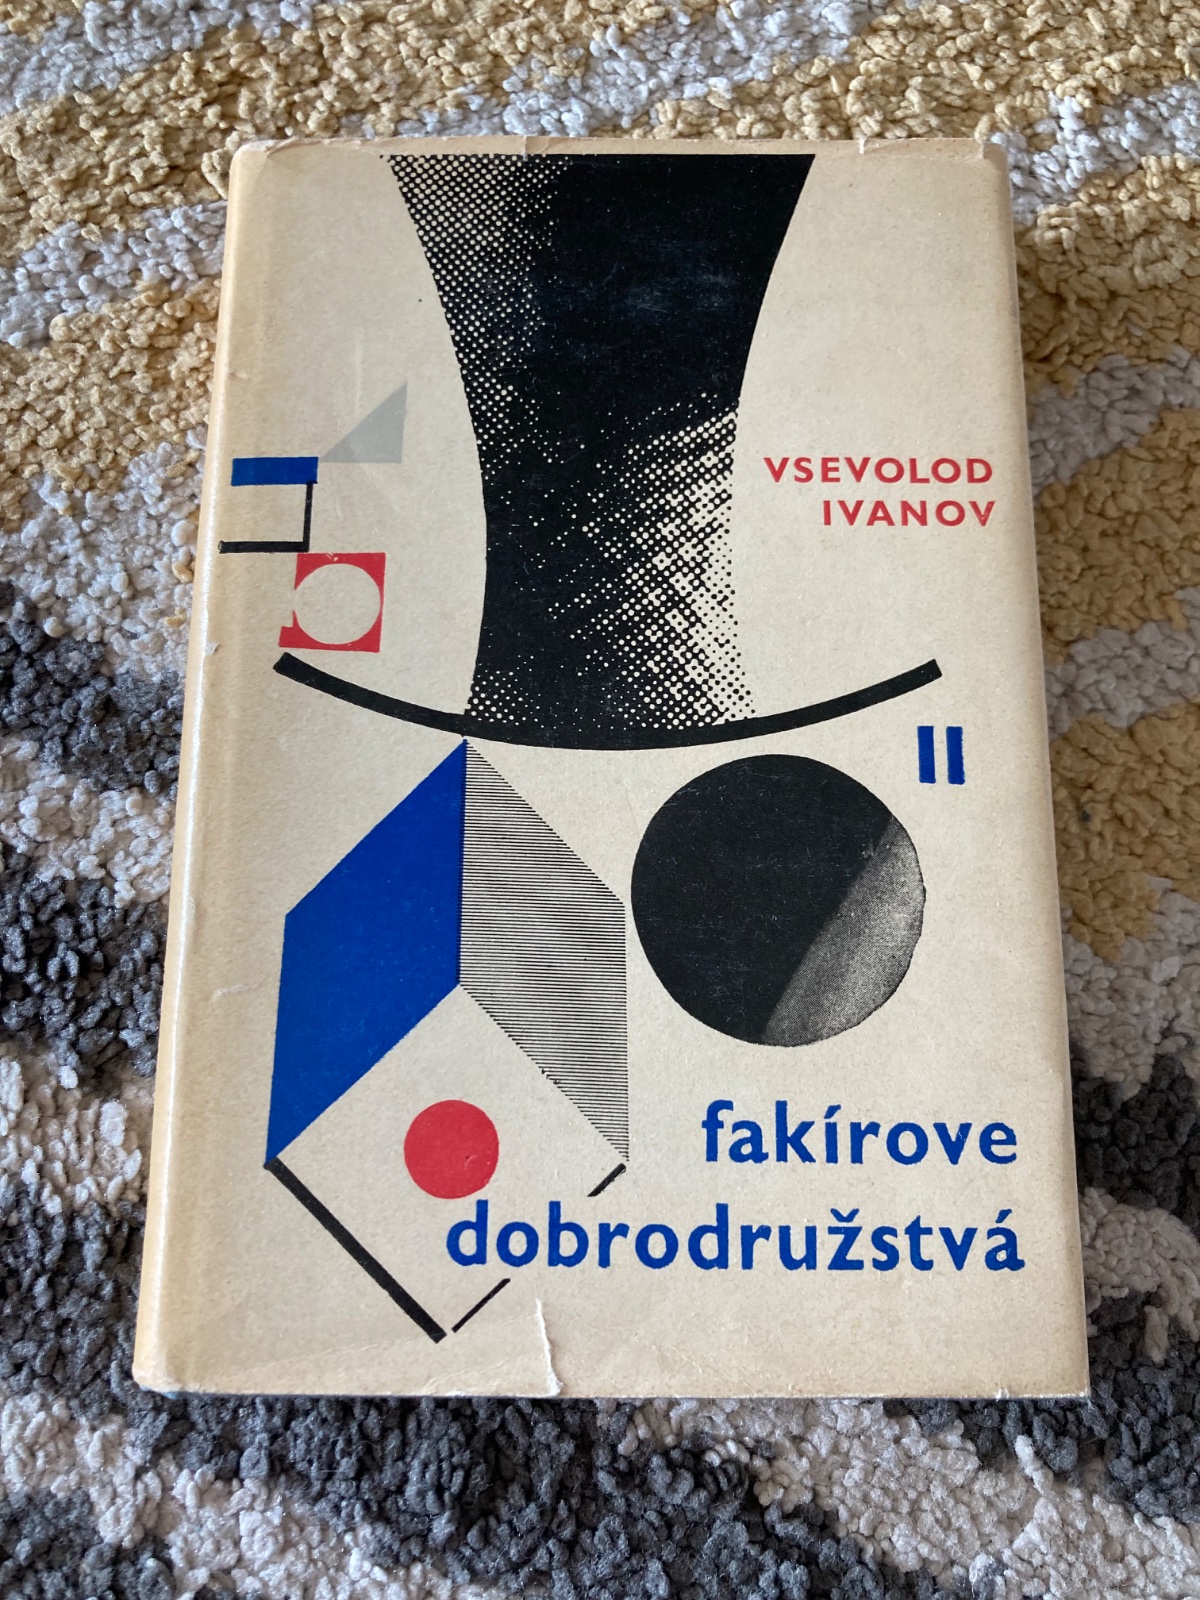 VSEVOLOD
IVANOV
II
fakírove
dobrodružstvá